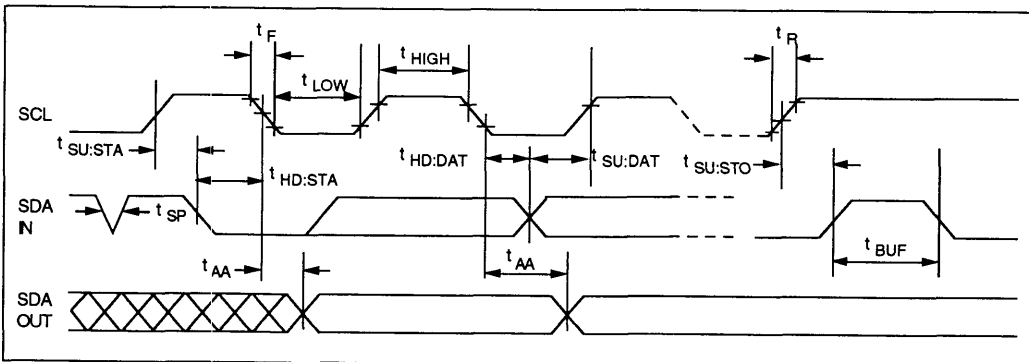 t F
t R
t HIGH
t LOW
SCL
t SU:STA
t HD:DAT
t SU:DAT
t SU:STO
t HD:STA
SDA
IN
t SP
t BUF
t AA
t AA
SDA
OUT